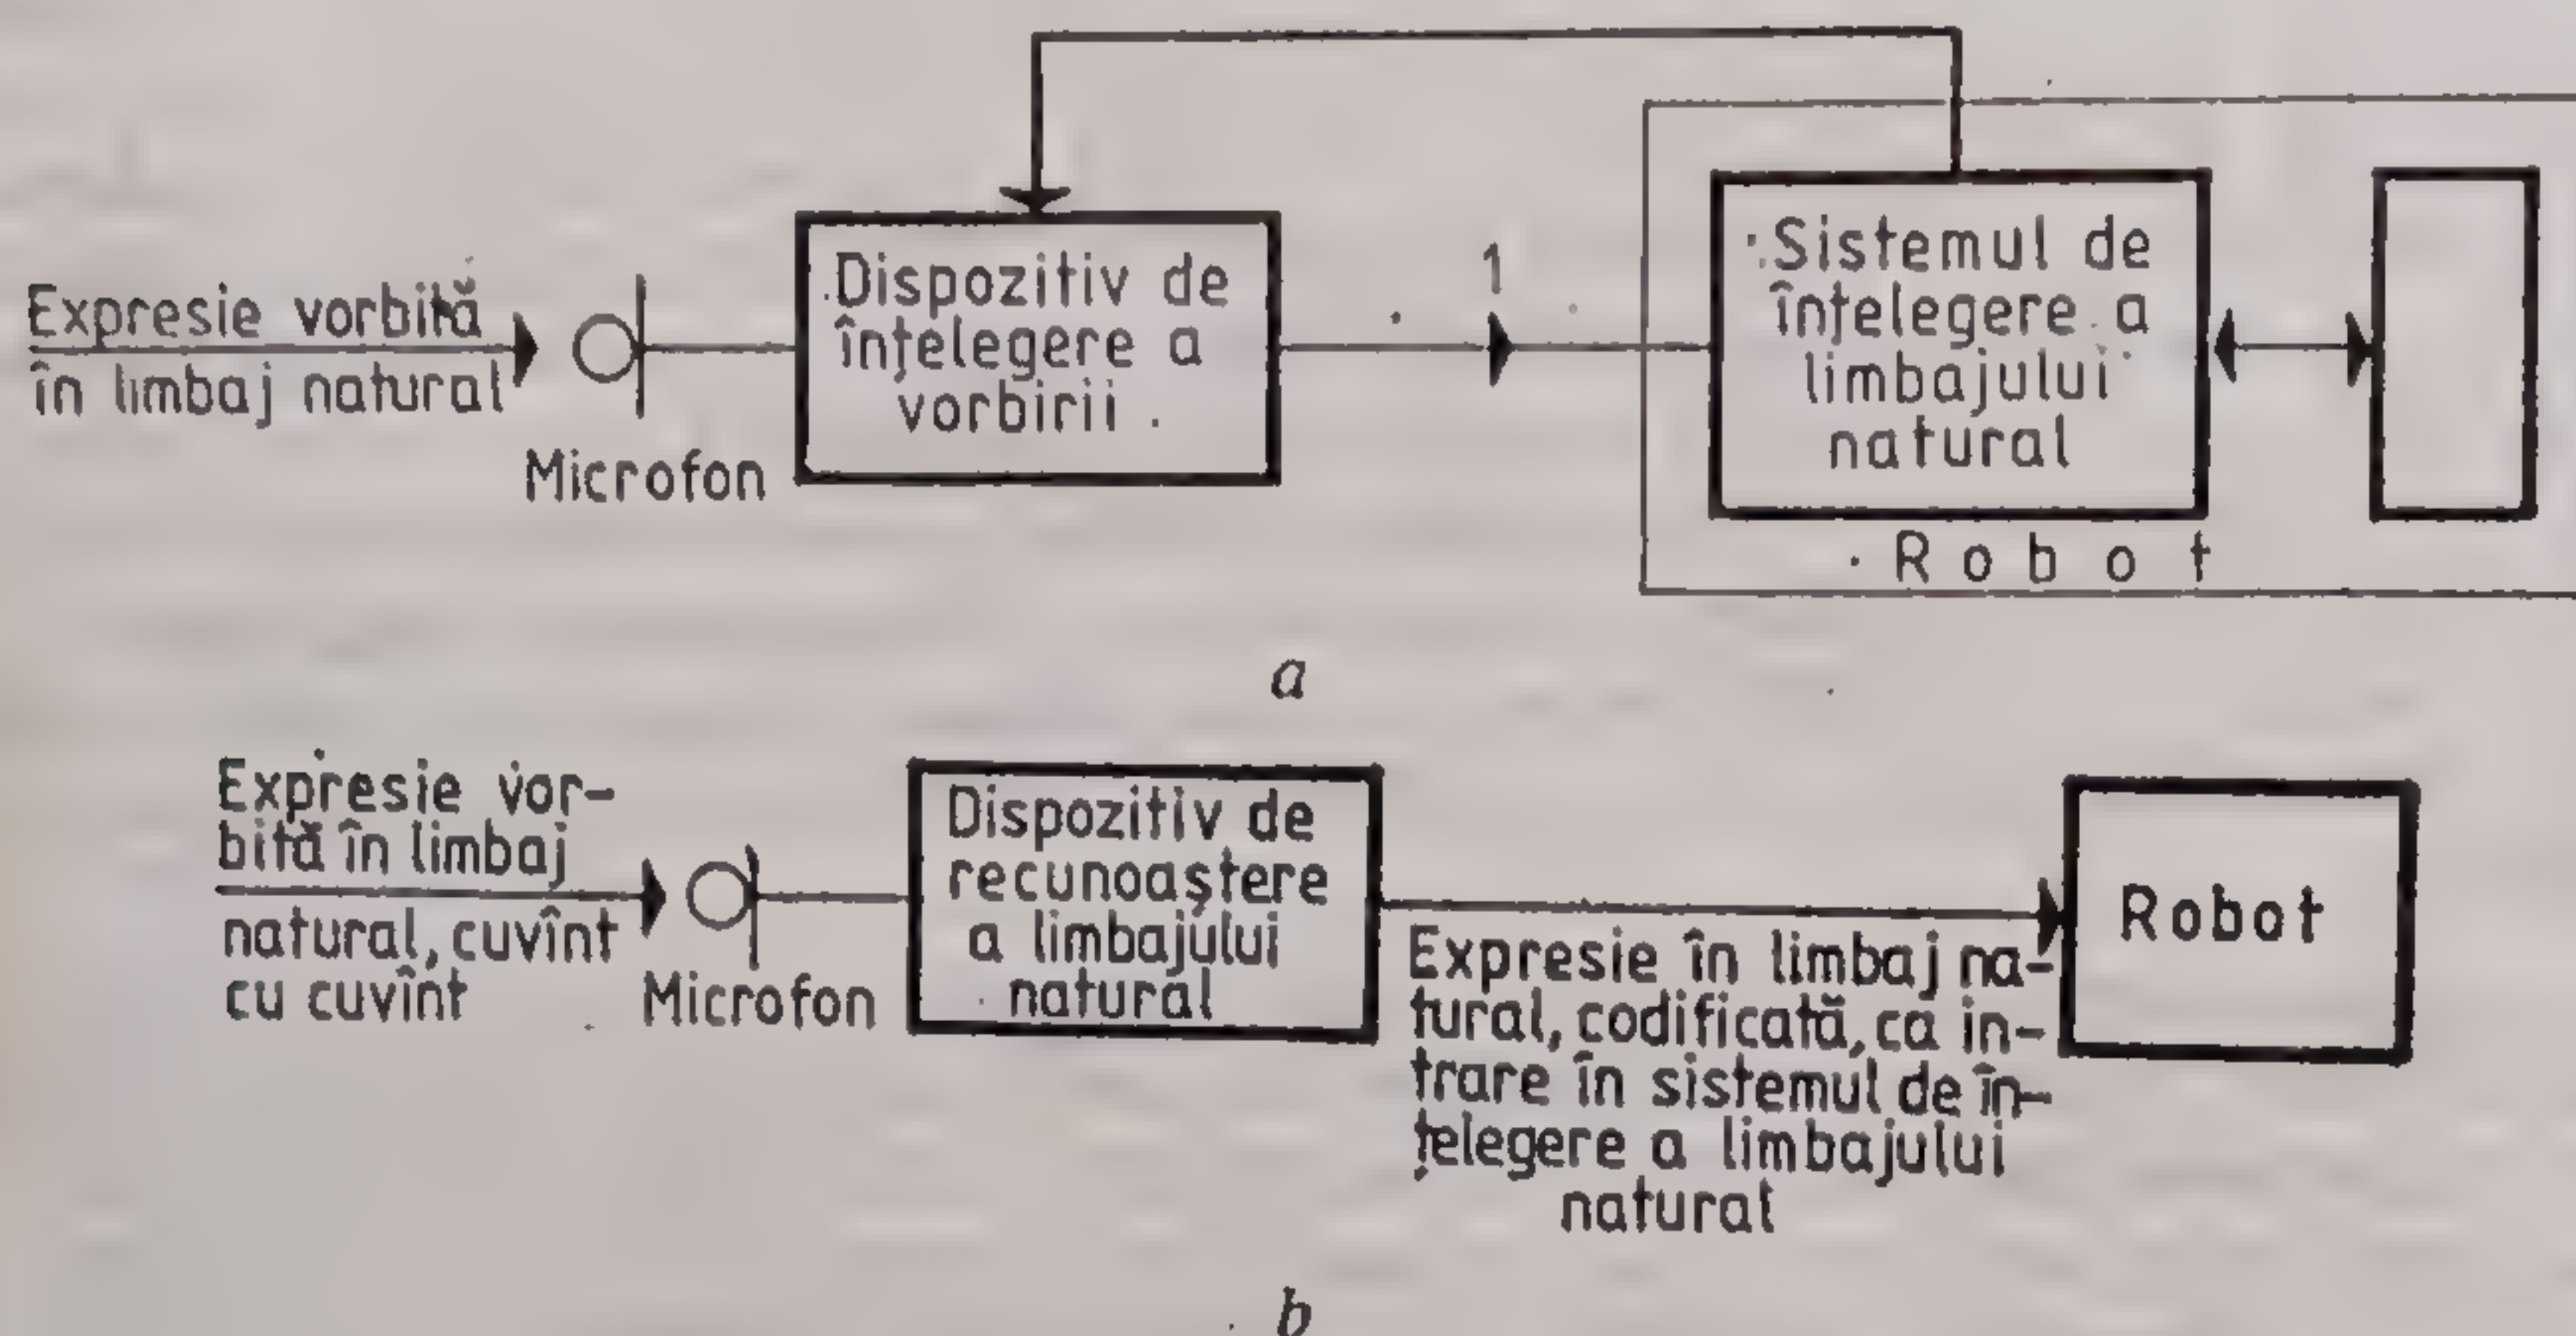 Expresie vorbită
în limbaj natural
Microfon
Dispozitiv de
înțelegere a
vorbirii
1
Sistemul de
înțelegere a
limbajului
natural
Robot
a
Expresie vor-
bită în limbaj
natural, cuvînt
cu cuvînt
Microfon
Dispozitiv de
recunoaștere
a limbajului
natural
Expresie în limbaj na-
tural, codificată, ca in-
trare în sistemul de în-
țelegere a limbajului
natural
Robot
b